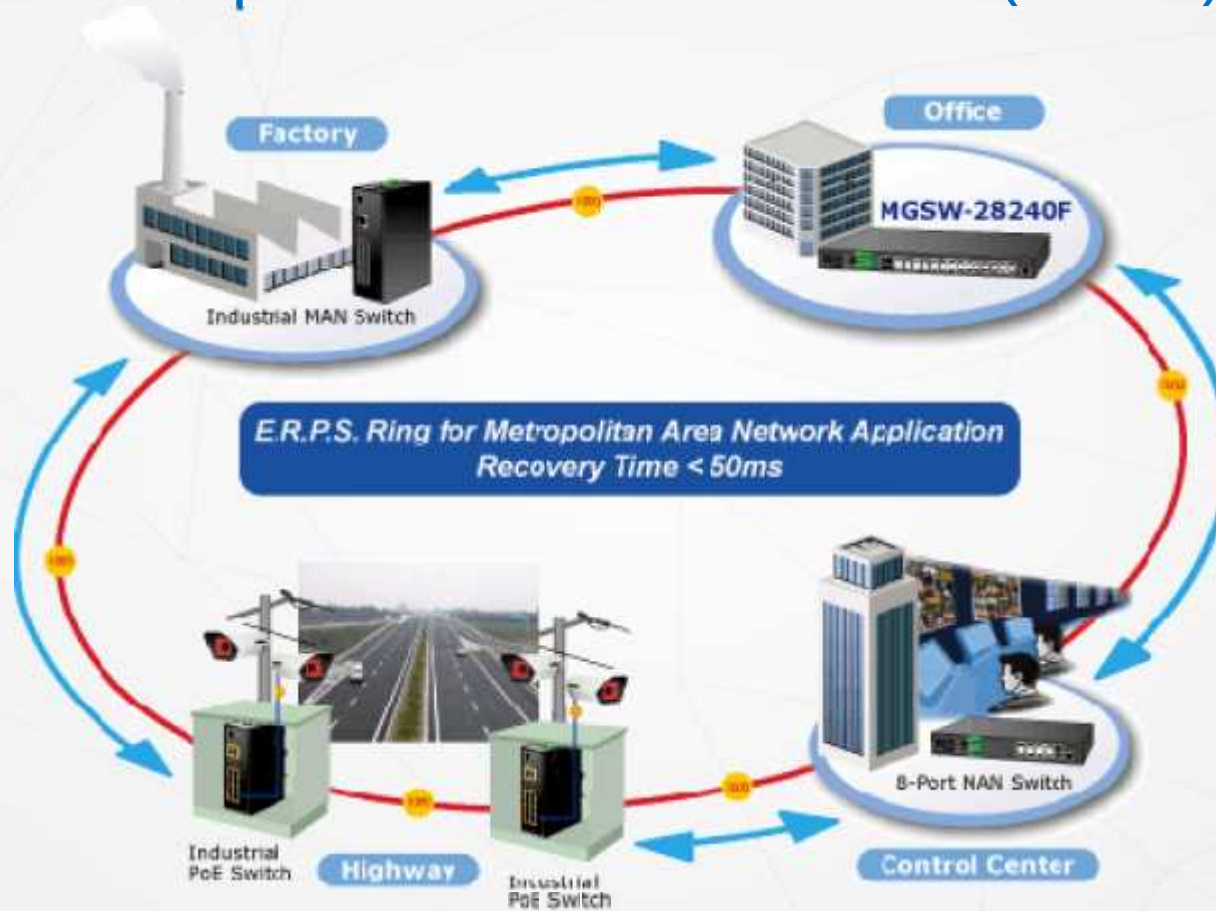 Factory
Office
MGSW-28240F
Industrial MAN Switch
E.R.P.S. Ring for Metropolitan Area Network Application
Recovery Time < 50ms
8-Port NAN Switch
Industrial
PoE Switch
Highway
Industrial
PoE Switch
Control Center